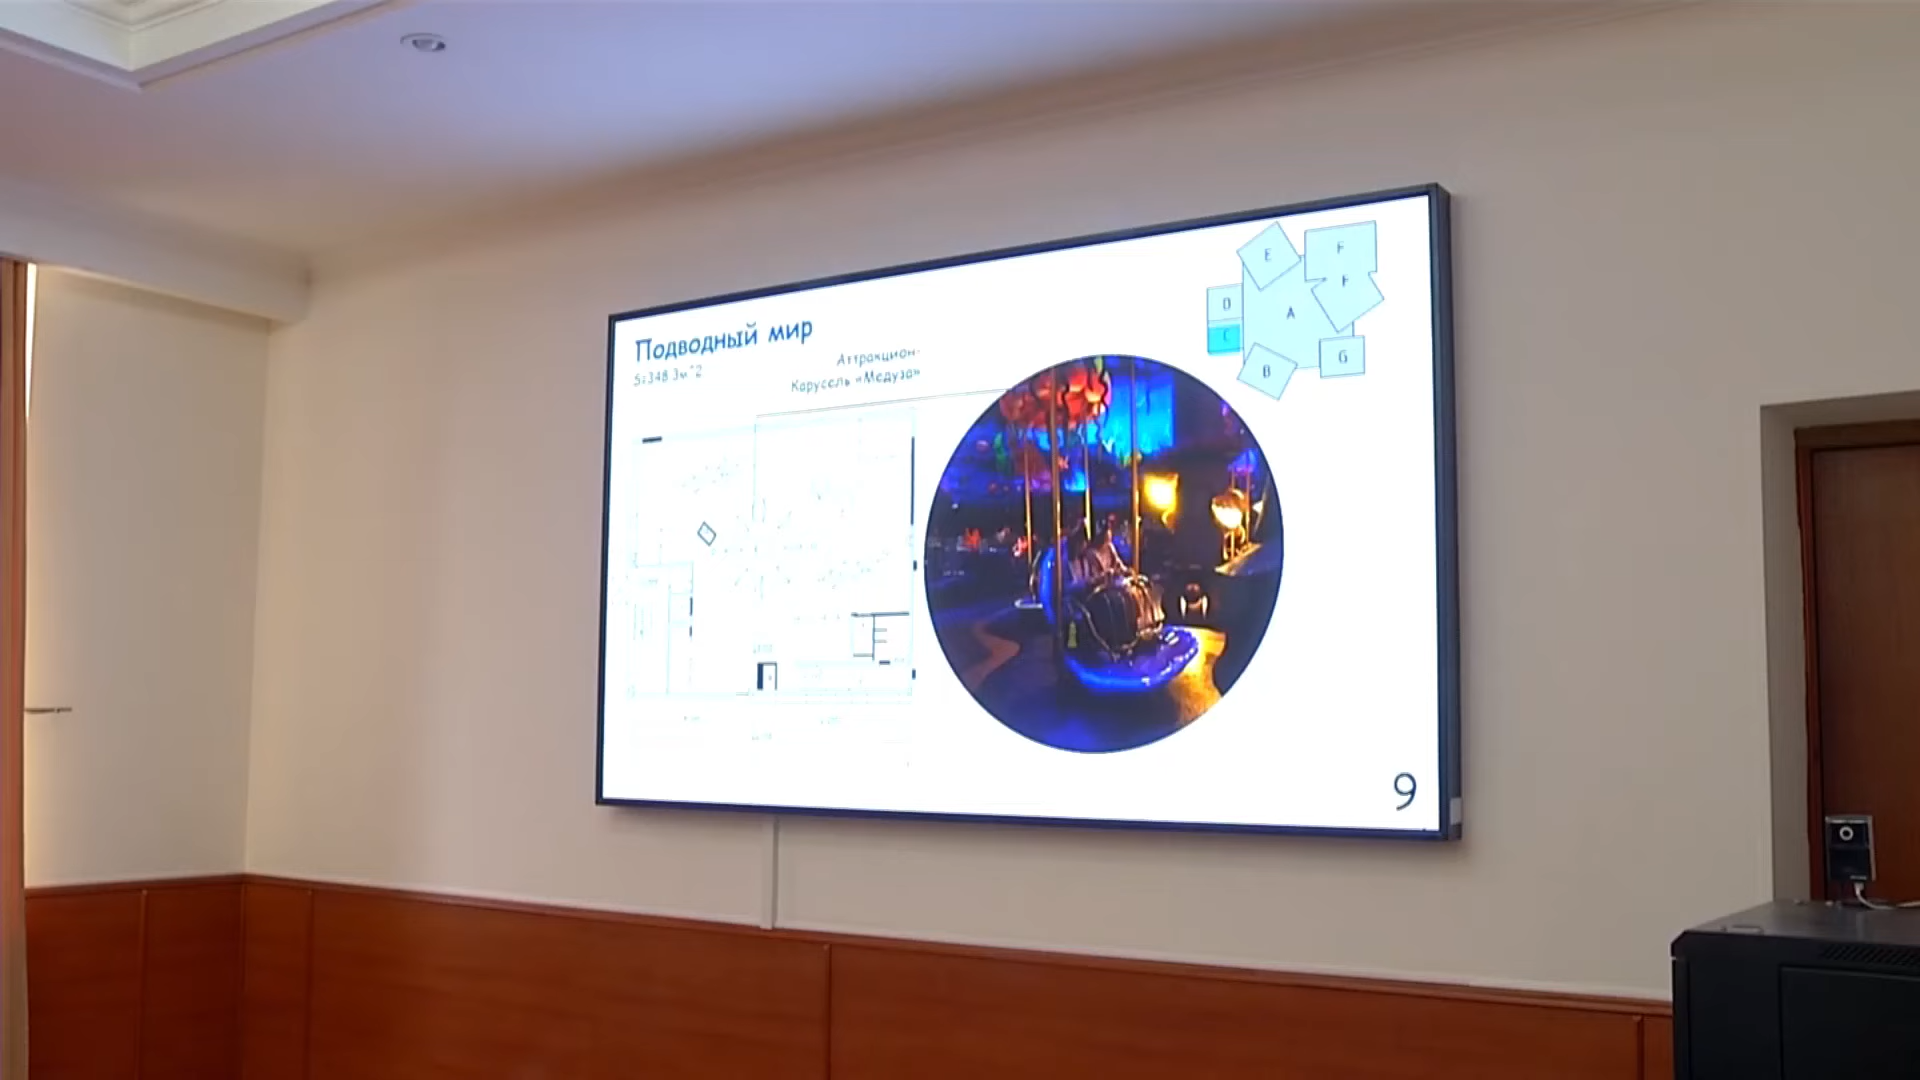 Подводный мир
S=348.3м^2
Аттракцион-
Карусель «Медуза»
E
F
F
D
A
C
G
B
9